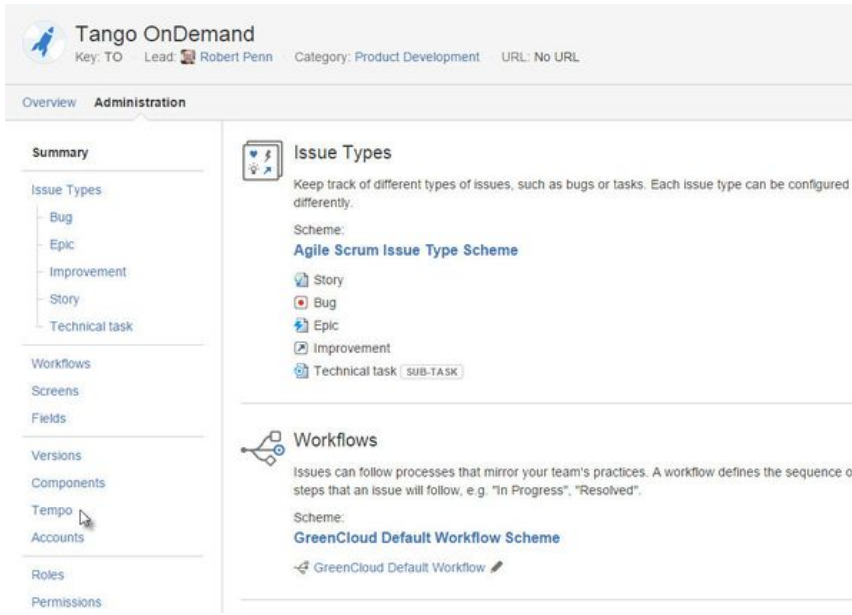 Tango OnDemand
Key: TO Lead: Robert Penn Category: Product Development URL: No URL
Overview Administration
Summary
Issue Types
Bug
Epic
Improvement
Story
Technical task
Workflows
Screens
Fields
Versions
Components
Tempo
Accounts
Roles
Permissions
Issue Types
Keep track of different types of issues, such as bugs or tasks. Each issue type can be configured
differently.
Scheme:
Agile Scrum Issue Type Scheme
Story
Bug
Epic
Improvement
Technical task SUB-TASK
Workflows
Issues can follow processes that mirror your team's practices. A workflow defines the sequence o
steps that an issue will follow, e.g. "In Progress", "Resolved".
Scheme:
GreenCloud Default Workflow Scheme
GreenCloud Default Workflow